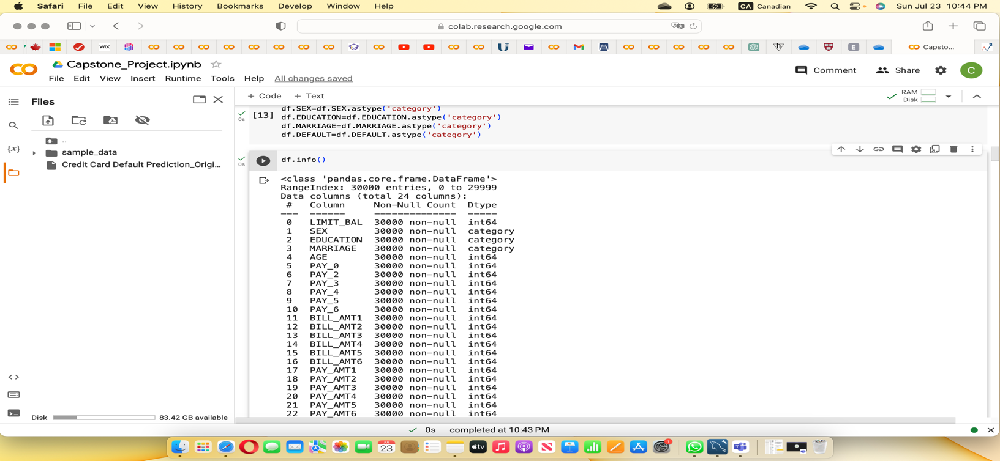 Safari File Edit View History Bookmarks Develop Window Help CA Canadian Sun Jul 23 10:44 PM
colab.research.google.com
WIX E Capsto...
Capstone_Project.ipynb
Comment Share C
File Edit View Insert Runtime Tools Help All changes saved
Files
+ Code + Text
RAM
Disk
..
sample_data
Credit Card Default Prediction_Origi...
{x}
Disk 83.42 GB available
0s
[13]
df.SEX=df.SEX.astype('category')
df.EDUCATION=df.EDUCATION.astype('category')
df.MARRIAGE=df.MARRIAGE.astype('category')
df.DEFAULT=df.DEFAULT.astype('category')
0s
df.info()
<class 'pandas.core.frame.DataFrame'>
RangeIndex: 30000 entries, 0 to 29999
Data columns (total 24 columns):
# Column Non-Null Count Dtype
--- ------ -------------- -----
0 LIMIT_BAL 30000 non-null int64
1 SEX 30000 non-null category
2 EDUCATION 30000 non-null category
3 MARRIAGE 30000 non-null category
4 AGE 30000 non-null int64
5 PAY_0 30000 non-null int64
6 PAY_2 30000 non-null int64
7 PAY_3 30000 non-null int64
8 PAY_4 30000 non-null int64
9 PAY_5 30000 non-null int64
10 PAY_6 30000 non-null int64
11 BILL_AMT1 30000 non-null int64
12 BILL_AMT2 30000 non-null int64
13 BILL_AMT3 30000 non-null int64
14 BILL_AMT4 30000 non-null int64
15 BILL_AMT5 30000 non-null int64
16 BILL_AMT6 30000 non-null int64
17 PAY_AMT1 30000 non-null int64
18 PAY_AMT2 30000 non-null int64
19 PAY_AMT3 30000 non-null int64
20 PAY_AMT4 30000 non-null int64
21 PAY_AMT5 30000 non-null int64
22 PAY_AMT6 30000 non-null int64
0s completed at 10:43 PM
JUL
23
tv
1